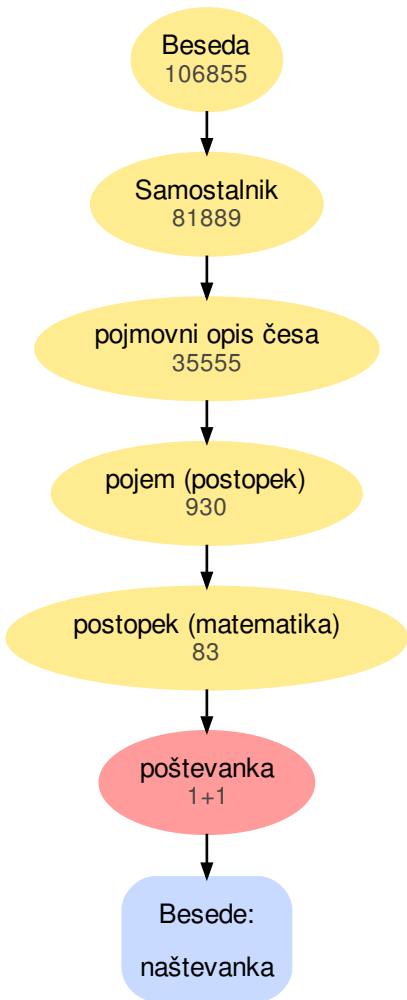 Beseda
106855
Samostalnik
81889
pojmovni opis česa
35555
pojem (postopek)
930
postopek (matematika)
83
poštevanka
1+1
Besede:
naštevanka